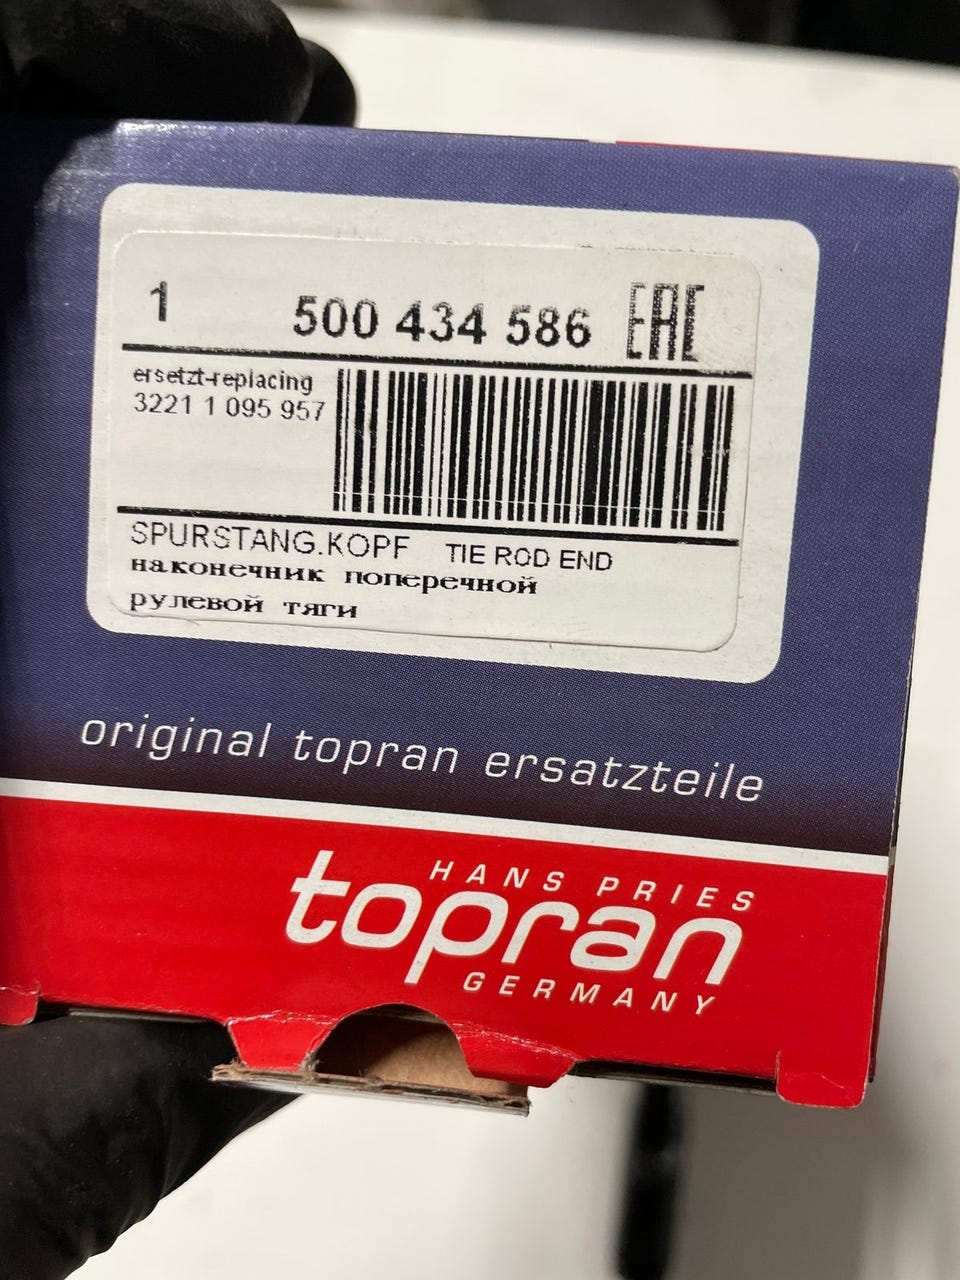 1 500 434 586 EAC
ersetzt-replacing
3221 1 095 957
SPURSTANG.KOPF TIE ROD END
наконечник поперечной
рулевой тяги
original topran ersatzteile
HANS PRIES
topran
GERMANY